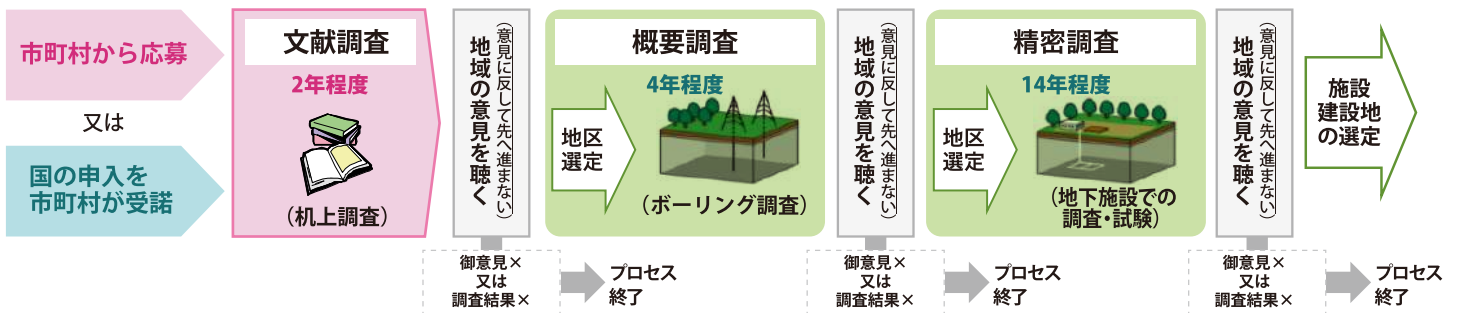 市町村から応募
又は
国の申入を
市町村が受諾
文献調査
2年程度
（机上調査）
地域の意見を聴く
（意見に反して先へ進まない）
御意見×
又は
調査結果×
プロセス
終了
概要調査
4年程度
地区
選定
（ボーリング調査）
地域の意見を聴く
（意見に反して先へ進まない）
御意見×
又は
調査結果×
プロセス
終了
精密調査
14年程度
地区
選定
（地下施設での
調査・試験）
地域の意見を聴く
（意見に反して先へ進まない）
御意見×
又は
調査結果×
プロセス
終了
施設
建設地
の選定